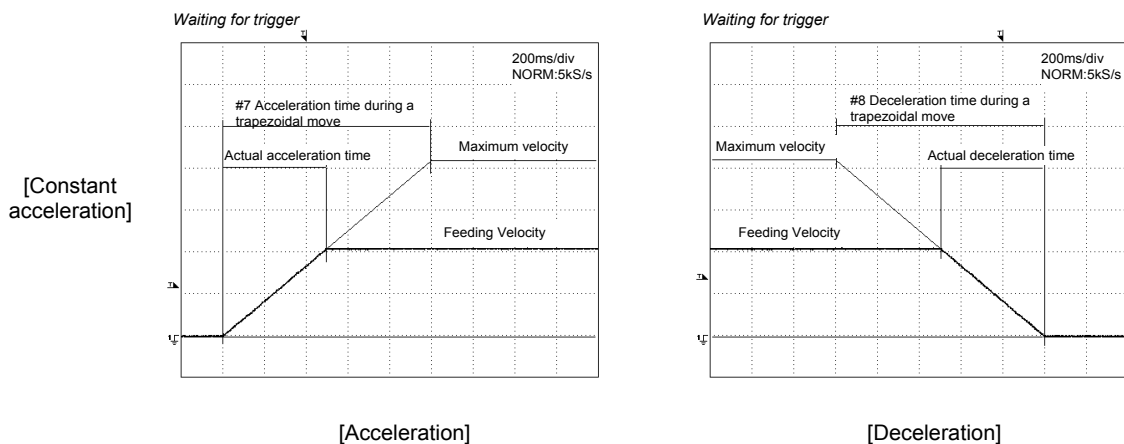 Waiting for trigger
200ms/div
NORM:5kS/s
#7 Acceleration time during a
trapezoidal move
Actual acceleration time
Maximum velocity
Feeding Velocity
[Constant
acceleration]
[Acceleration]
Waiting for trigger
200ms/div
NORM:5kS/s
#8 Deceleration time during a
trapezoidal move
Maximum velocity
Actual deceleration time
Feeding Velocity
[Deceleration]